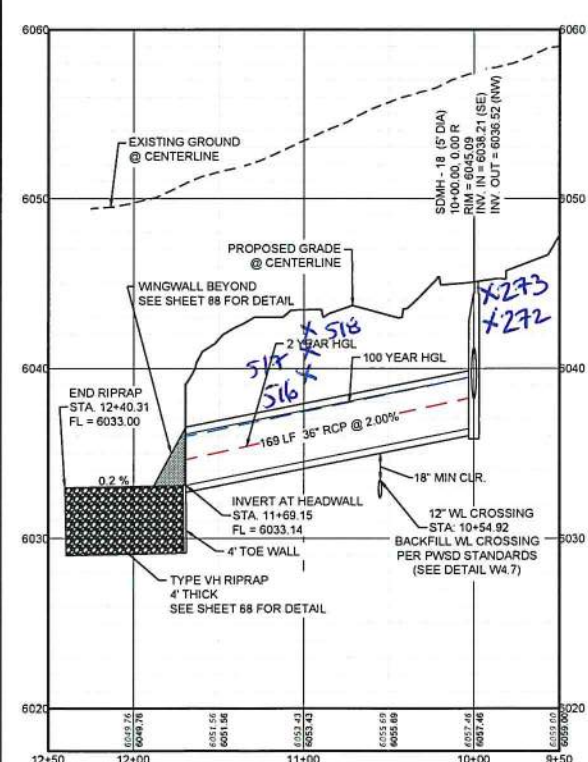 6060
EXISTING GROUND
@ CENTERLINE
SDMH - 18 (5' DIA)
10+00.00, 0.00 R
RIM = 6045.09
INV. IN = 6036.21 (SE)
INV. OUT = 6036.52 (NW)
6050
6050
PROPOSED GRADE
@ CENTERLINE
WINGWALL BEYOND
SEE SHEET 88 FOR DETAIL
X 273
X 272
X 518
2 YEAR HGL
517 X
100 YEAR HGL
516 X
6040
6040
END RIPRAP
STA. 12+40.31
FL = 6033.00
169 LF 36" RCP @ 2.00%
0.2 %
18" MIN CLR.
INVERT AT HEADWALL
STA. 11+69.15
FL = 6033.14
12" WL CROSSING
STA: 10+54.92
BACKFILL WL CROSSING
PER PWSD STANDARDS
(SEE DETAIL W4.7)
6030
6030
4' TOE WALL
TYPE VH RIPRAP
4' THICK
SEE SHEET 88 FOR DETAIL
6020
6020
6049.76
6049.76
6051.56
6051.56
6053.43
6053.43
6055.69
6055.69
6057.46
6057.46
6059.00
6059.00
12+50
12+00
11+00
10+00
9+50